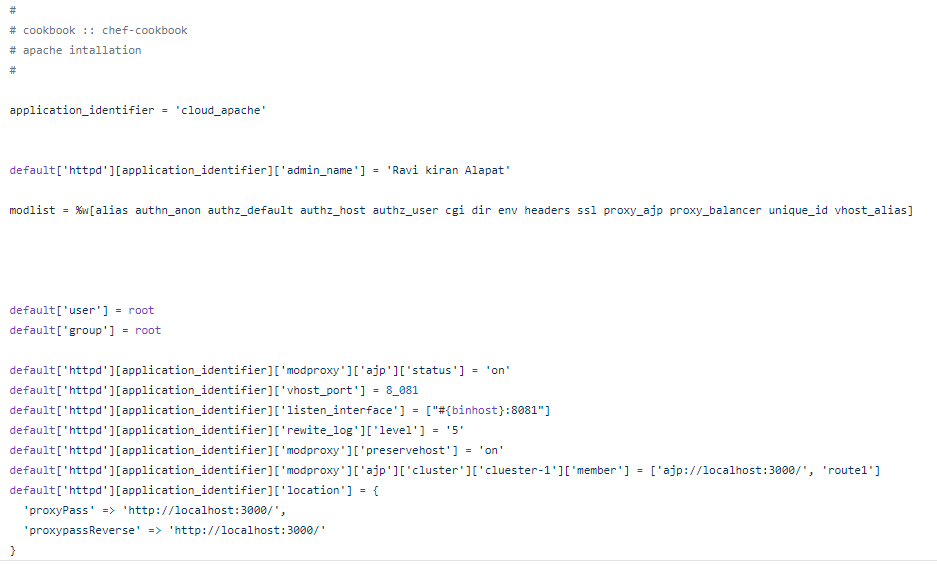 #
# cookbook :: chef-cookbook
# apache intallation
#
application_identifier = 'cloud_apache'
default['httpd'][application_identifier]['admin_name'] = 'Ravi kiran Alapat'
modlist = %w[alias authn_anon authz_default authz_host authz_user cgi dir env headers ssl proxy_ajp proxy_balancer unique_id vhost_alias]
default['user'] = root
default['group'] = root
default['httpd'][application_identifier]['modproxy']['ajp']['status'] = 'on'
default['httpd'][application_identifier]['vhost_port'] = 8_081
default['httpd'][application_identifier]['listen_interface'] = ["#{binhost}:8081"]
default['httpd'][application_identifier]['rewite_log']['level'] = '5'
default['httpd'][application_identifier]['modproxy']['preservehost'] = 'on'
default['httpd'][application_identifier]['modproxy']['ajp']['cluster']['cluester-1']['member'] = ['ajp://localhost:3000/', 'route1']
default['httpd'][application_identifier]['location'] = {
  'proxyPass' => 'http://localhost:3000/',
  'proxypassReverse' => 'http://localhost:3000/'
}